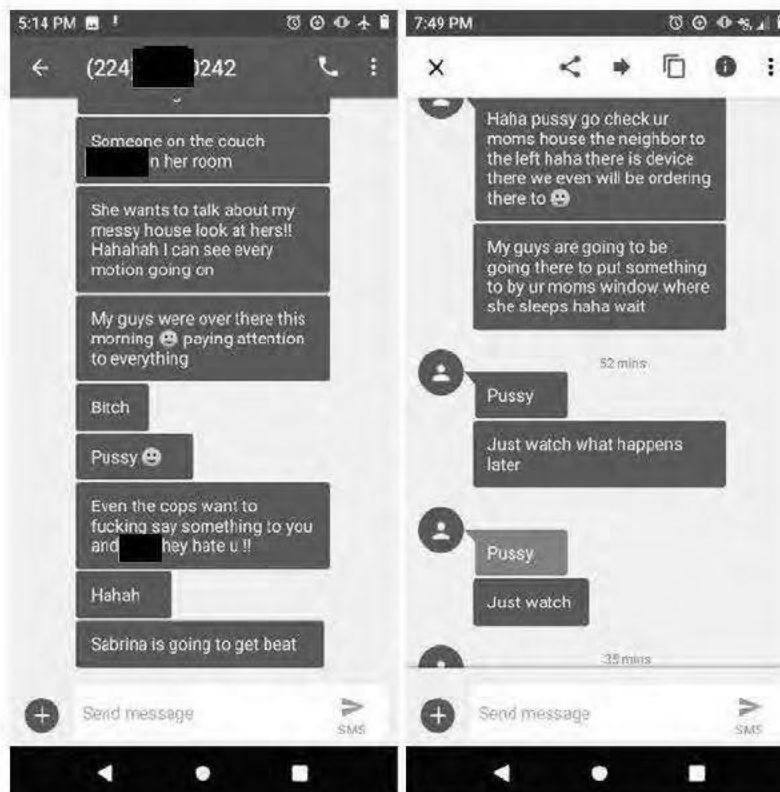 5:14 PM
(224) 0242
Someone on the couch
n her room
She wants to talk about my
messy house look at hers!!
Hahahah I can see every
motion going on
My guys were over there this
morning 😀 paying attention
to everything
Bitch
Pussy 😀
Even the cops want to
fucking say something to you
and hey hate u !!
Hahah
Sabrina is going to get beat
Send message
SMS
7:49 PM
Haha pussy go check ur
moms house the neighbor to
the left haha there is device
there we even will be ordering
there to 😀
My guys are going to be
going there to put something
to by ur moms window where
she sleeps haha wait
52 mins
Pussy
Just watch what happens
later
Pussy
Just watch
35 mins
Send message
SMS